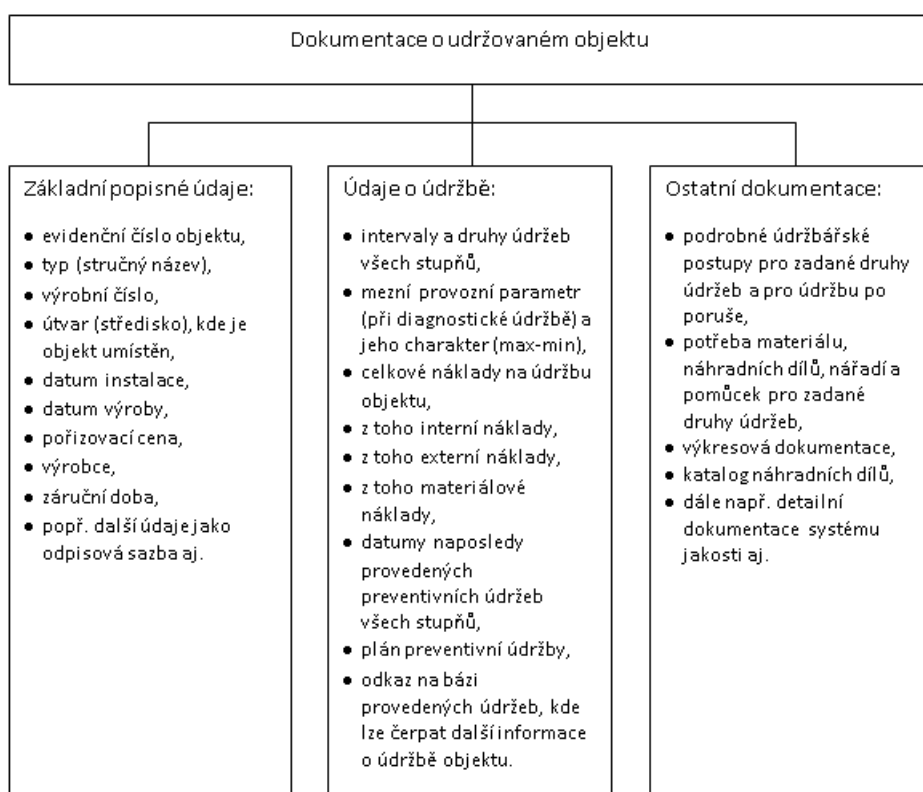 Dokumentace o udržovaném objektu
Základní popisné údaje:
● evidenční číslo objektu,
● typ (stručný název),
● výrobní číslo,
● útvar (středisko), kde je
objekt umístěn,
● datum instalace,
● datum výroby,
● pořizovací cena,
● výrobce,
● záruční doba,
● popř. další údaje jako
odpisová sazba aj.
Údaje o údržbě:
● intervaly a druhy údržeb
všech stupňů,
● mezní provozní parametr
(při diagnostické údržbě) a
jeho charakter (max-min),
● celkové náklady na údržbu
objektu,
● z toho interní náklady,
● z toho externí náklady,
● z toho materiálové
náklady,
● datumy naposledy
provedených
preventivních údržeb
všech stupňů,
● plán preventivní údržby,
● odkaz na bázi
provedených údržeb, kde
lze čerpat další informace
o údržbě objektu.
Ostatní dokumentace:
● podrobné údržbářské
postupy pro zadané druhy
údržeb a pro údržbu po
poruše,
● potřeba materiálu,
náhradních dílů, nářadí a
pomůcek pro zadané
druhy údržeb,
● výkresová dokumentace,
● katalog náhradních dílů,
● dále např. detailní
dokumentace systému
jakosti aj.